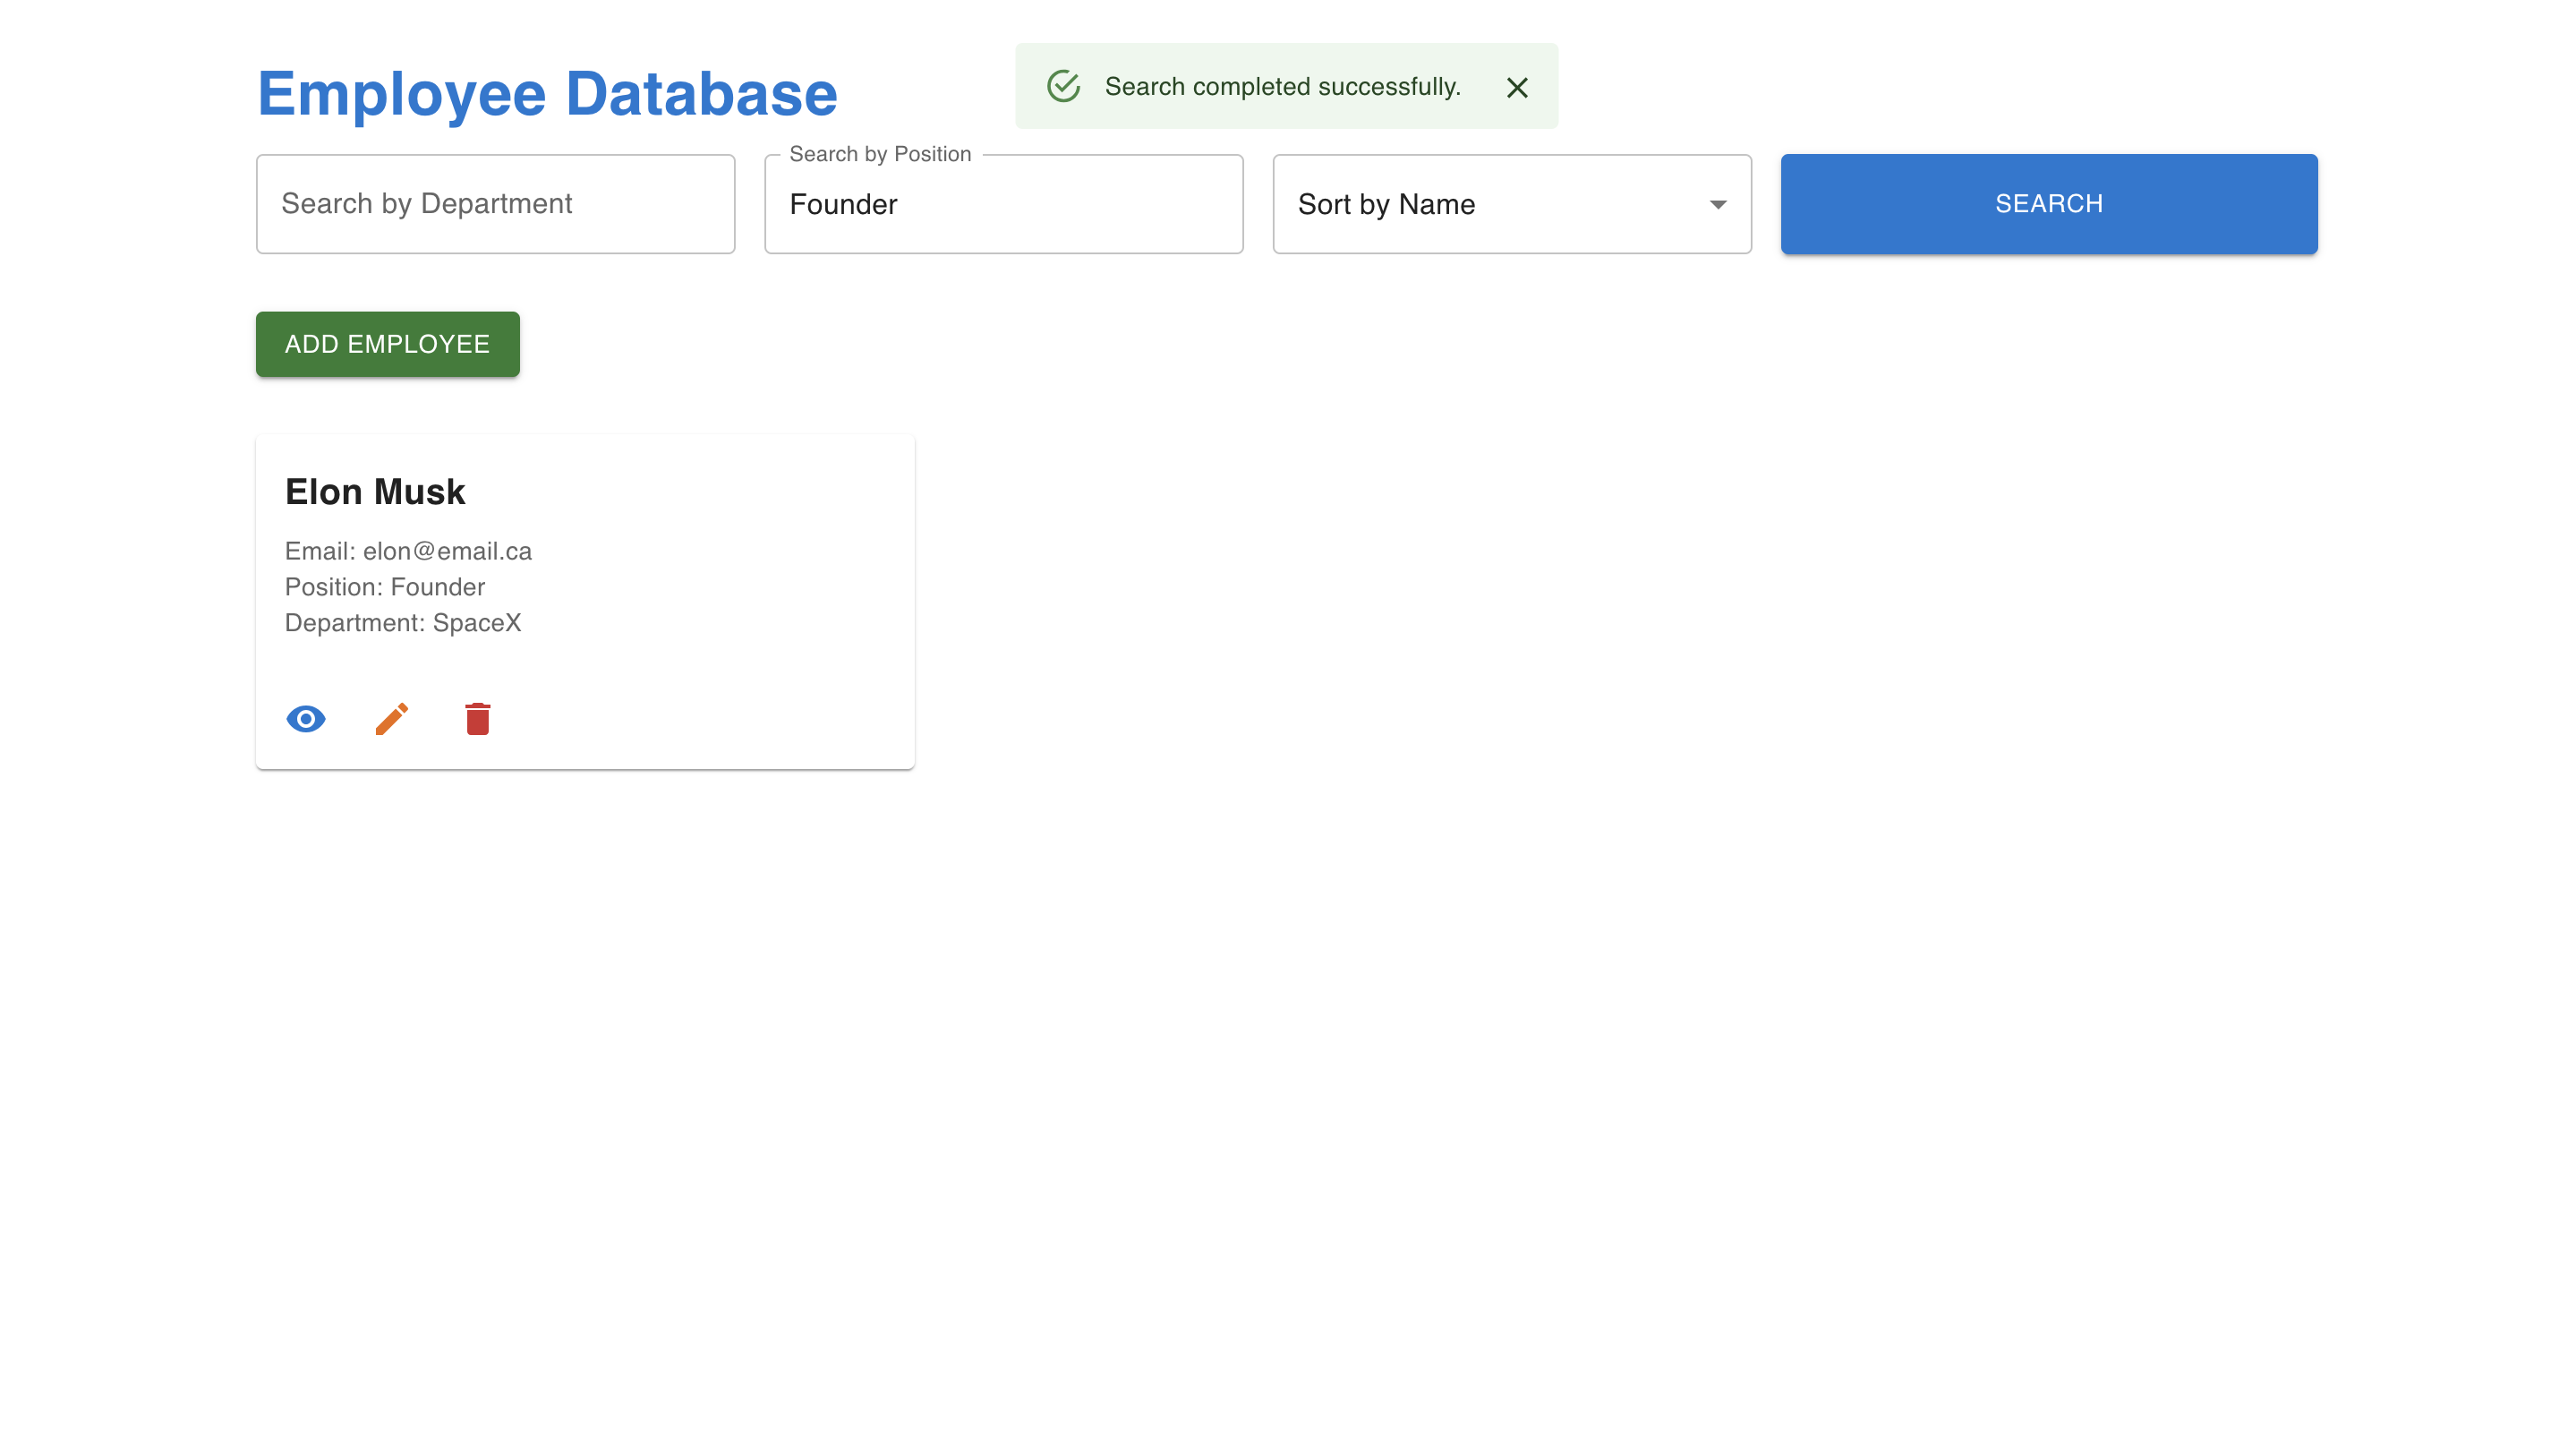 Employee Database
Search completed successfully.
Search by Department
Search by Position
Founder
Sort by Name
SEARCH
ADD EMPLOYEE
Elon Musk
Email: elon@email.ca
Position: Founder
Department: SpaceX